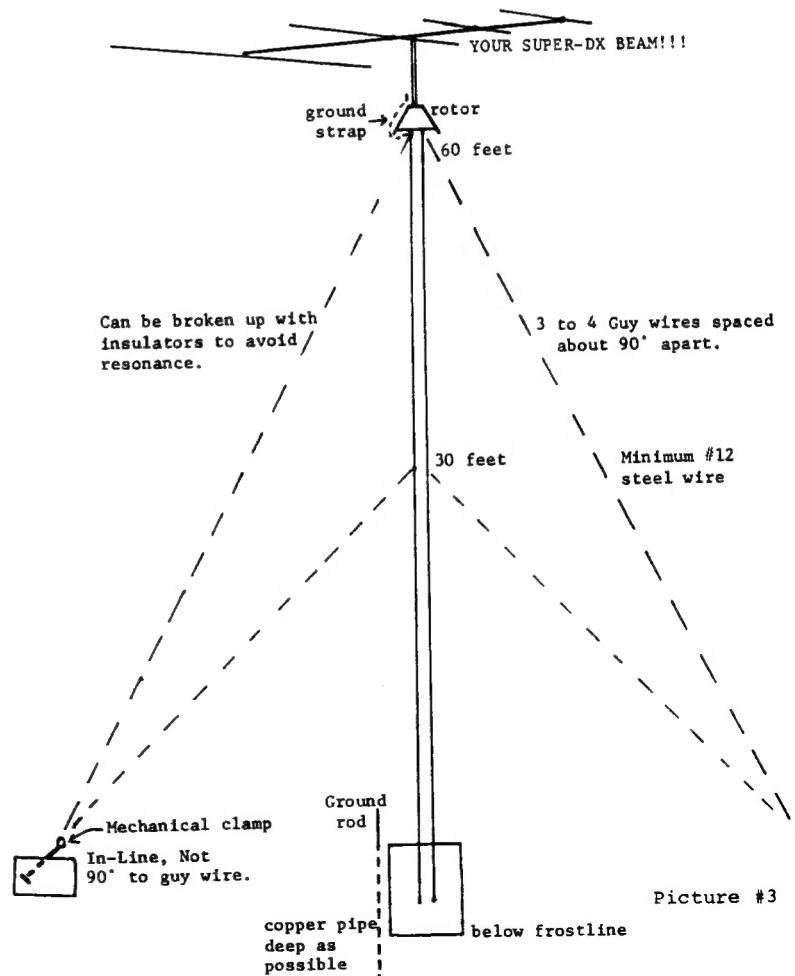 YOUR SUPER-DX BEAM!!!
ground
strap
rotor
60 feet
Can be broken up with
insulators to avoid
resonance.
3 to 4 Guy wires spaced
about 90° apart.
30 feet
Minimum #12
steel wire
Ground
rod
Mechanical clamp
In-Line, Not
90° to guy wire.
Picture #3
copper pipe
deep as
possible
below frostline